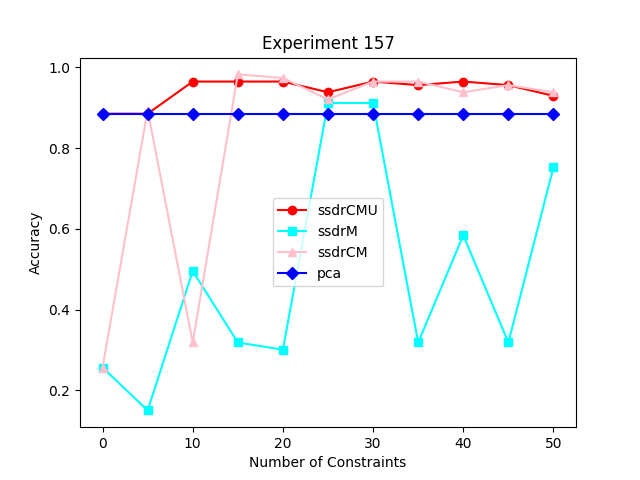 Experiment 157
Accuracy
1.0
0.8
0.6
0.4
0.2
ssdrCMU
ssdrM
ssdrCM
pca
0 10 20 30 40 50
Number of Constraints